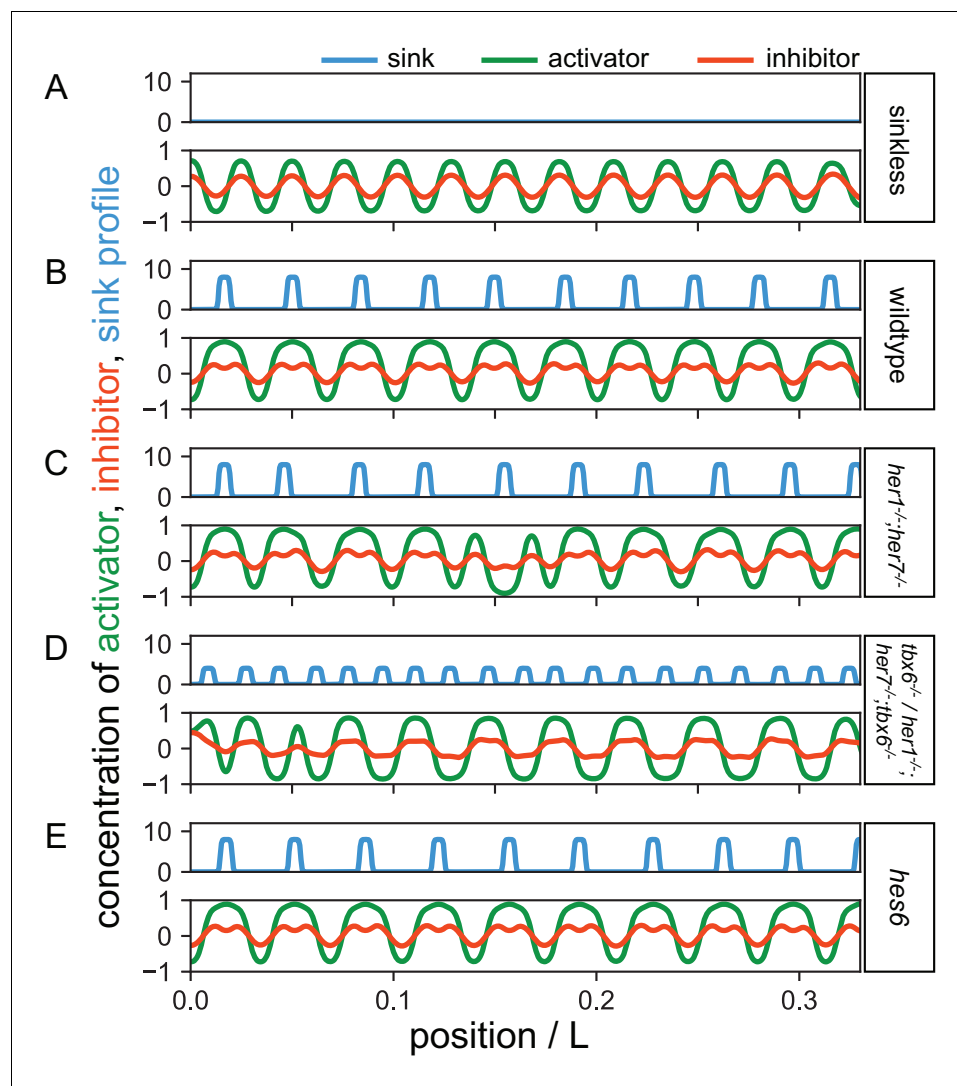 sink activator inhibitor
A
10
0
1
0
−1
sinkless
B
10
0
1
0
−1
wildtype
C
10
0
1
0
−1
her1-/-;her7-/-
D
10
0
1
0
−1
tbx6-/- / her1-/-;
her7-/-;tbx6-/-
E
10
0
1
0
−1
hes6
concentration of activator, inhibitor, sink profile
0.0 0.1 0.2 0.3
position / L